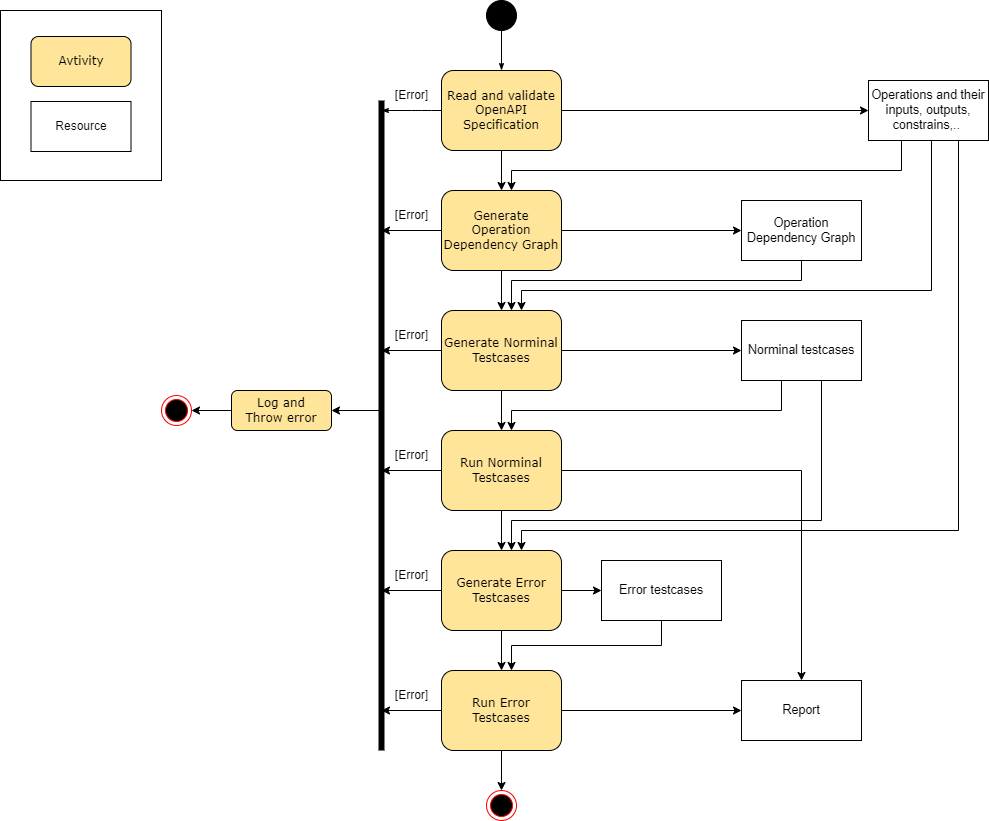 Avtivity
Resource
[Error]
Read and validate
OpenAPI
Specification
Operations and their
inputs, outputs,
constrains,..
[Error]
Generate
Operation
Dependency Graph
Operation
Dependency Graph
[Error]
Generate Norminal
Testcases
Norminal testcases
Log and
Throw error
[Error]
Run Norminal
Testcases
[Error]
Generate Error
Testcases
Error testcases
[Error]
Run Error
Testcases
Report